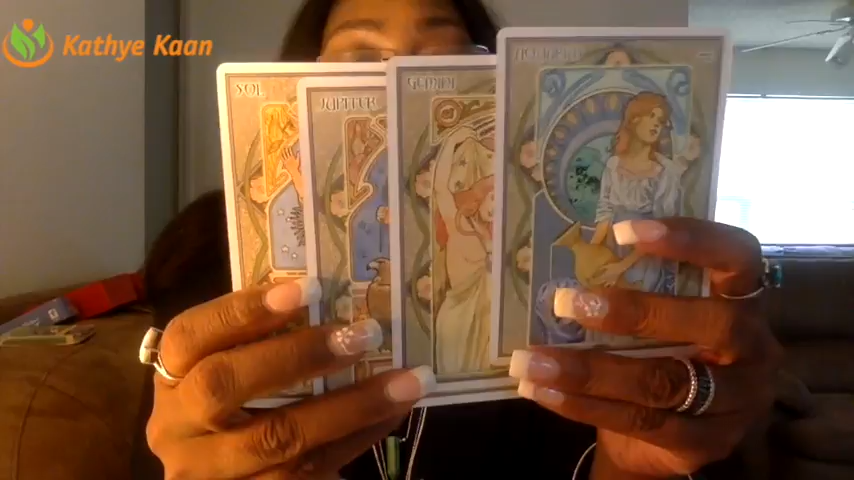 Kathye Kaan
SOL
JUPITER
GEMINI
AQUARIUS